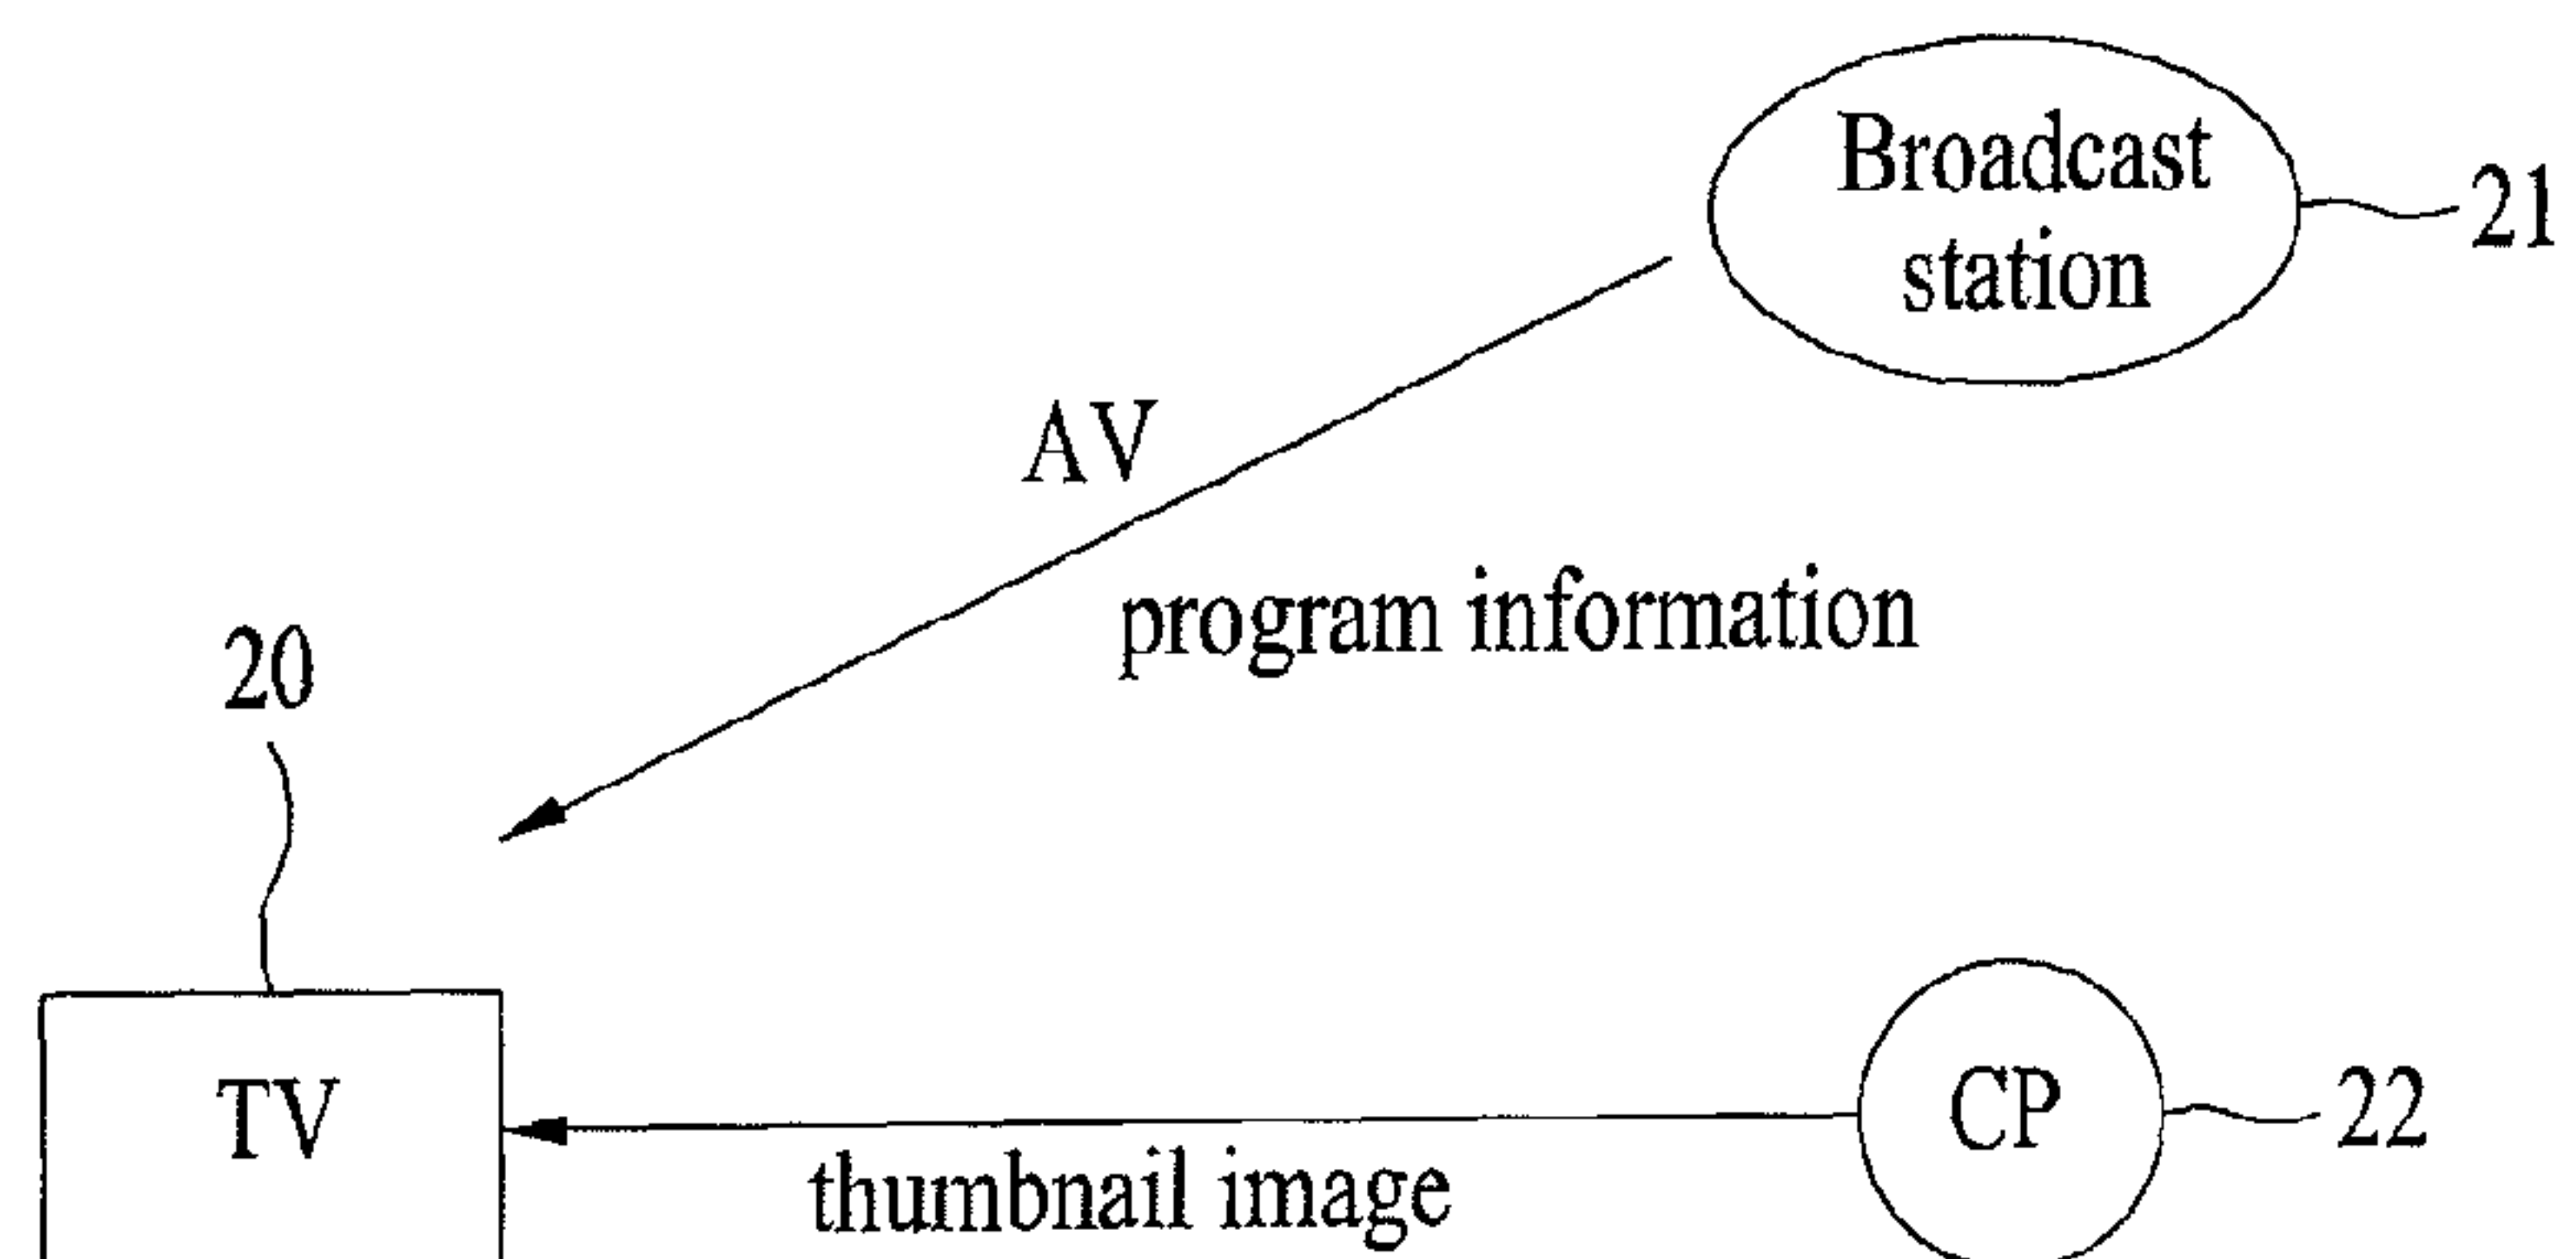 Broadcast
station
21
AV
program information
20
TV
CP
22
thumbnail image